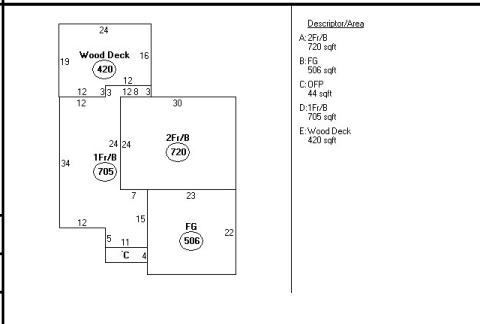 24
Descriptor/Area
A:2Fr/B
720 sqft
B:FG
506 sqft
C:OFP
44 sqft
D:1Fr/B
705 sqft
E:Wood Deck
420 sqft
Wood Deck
16
19
420
12
12 3 3 12 8 3
12
30
24 24
2Fr/B
720
1Fr/B
705
34
7
23
15
12
FG
506
22
5
11
C
4